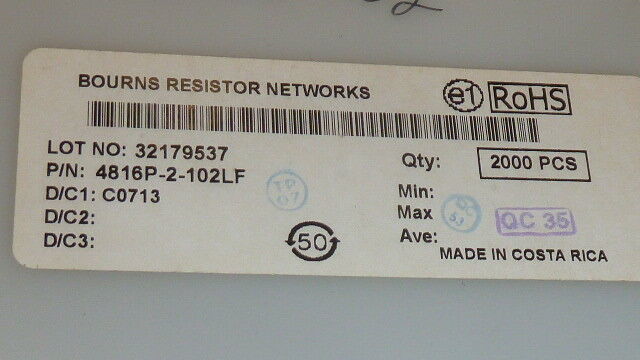 BOURNS RESISTOR NETWORKS
e1 RoHS
LOT NO: 32179537
P/N: 4816P-2-102LF
D/C1: C0713
D/C2:
D/C3:
50
Qty: 2000 PCS
Min:
Max
Ave:
QC 35
MADE IN COSTA RICA